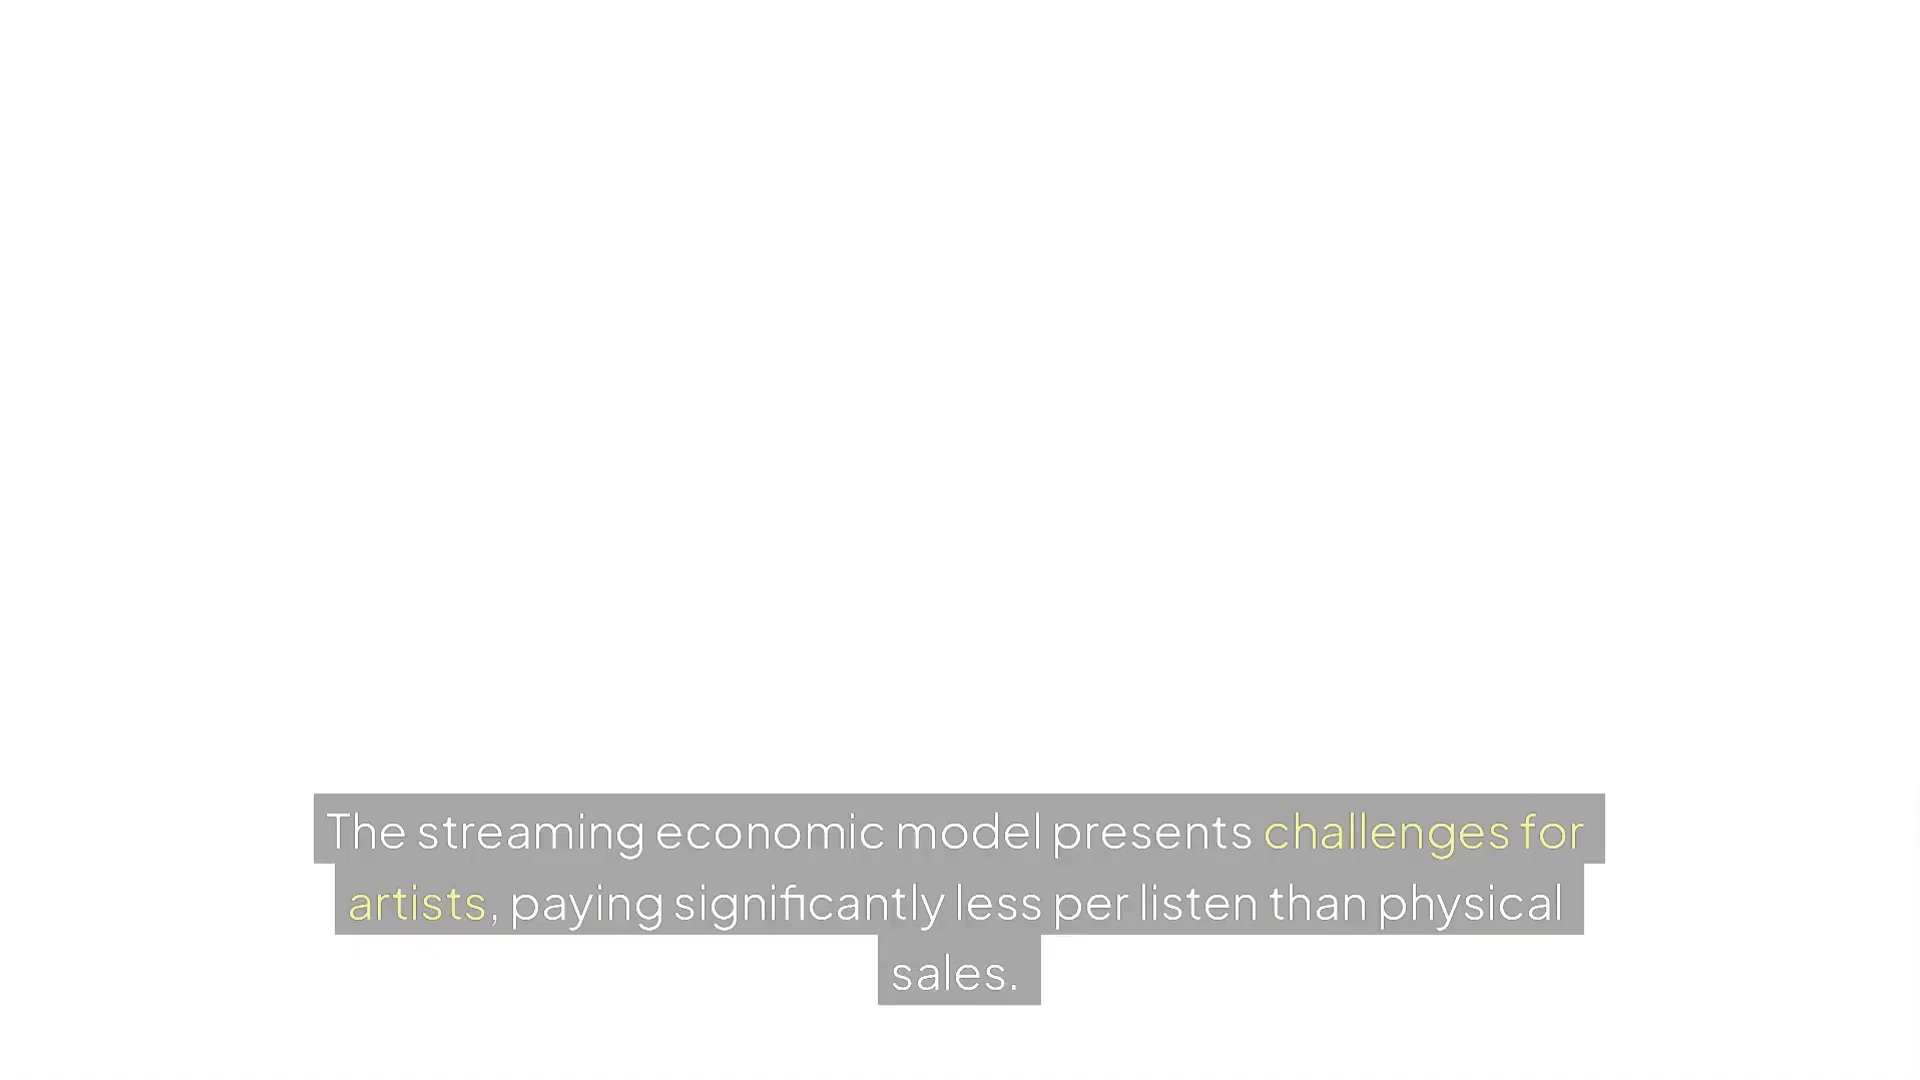 The streaming economic model presents challenges for
artists, paying significantly less per listen than physical
sales.